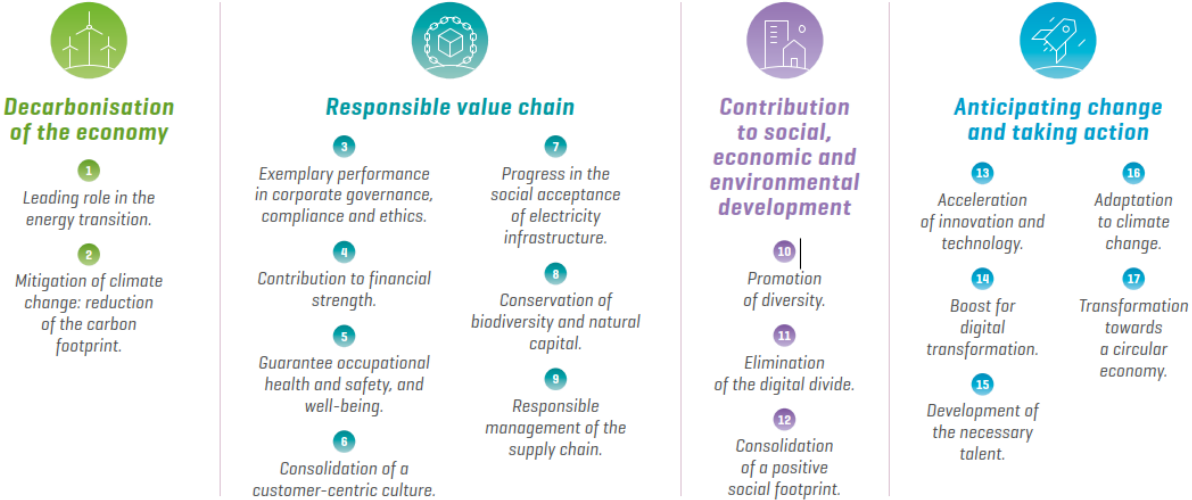 Decarbonisation
of the economy
1
Leading role in the
energy transition.
2
Mitigation of climate
change: reduction
of the carbon
footprint.
Responsible value chain
3
Exemplary performance
in corporate governance,
compliance and ethics.
4
Contribution to financial
strength.
5
Guarantee occupational
health and safety, and
well-being.
6
Consolidation of a
customer-centric culture.
7
Progress in the
social acceptance
of electricity
infrastructure.
8
Conservation of
biodiversity and natural
capital.
9
Responsible
management of the
supply chain.
Contribution
to social,
economic and
environmental
development
10
Promotion
of diversity.
11
Elimination
of the digital divide.
12
Consolidation
of a positive
social footprint.
Anticipating change
and taking action
13
Acceleration
of innovation and
technology.
14
Boost for
digital
transformation.
15
Development of
the necessary
talent.
16
Adaptation
to climate
change.
17
Transformation
towards
a circular
economy.